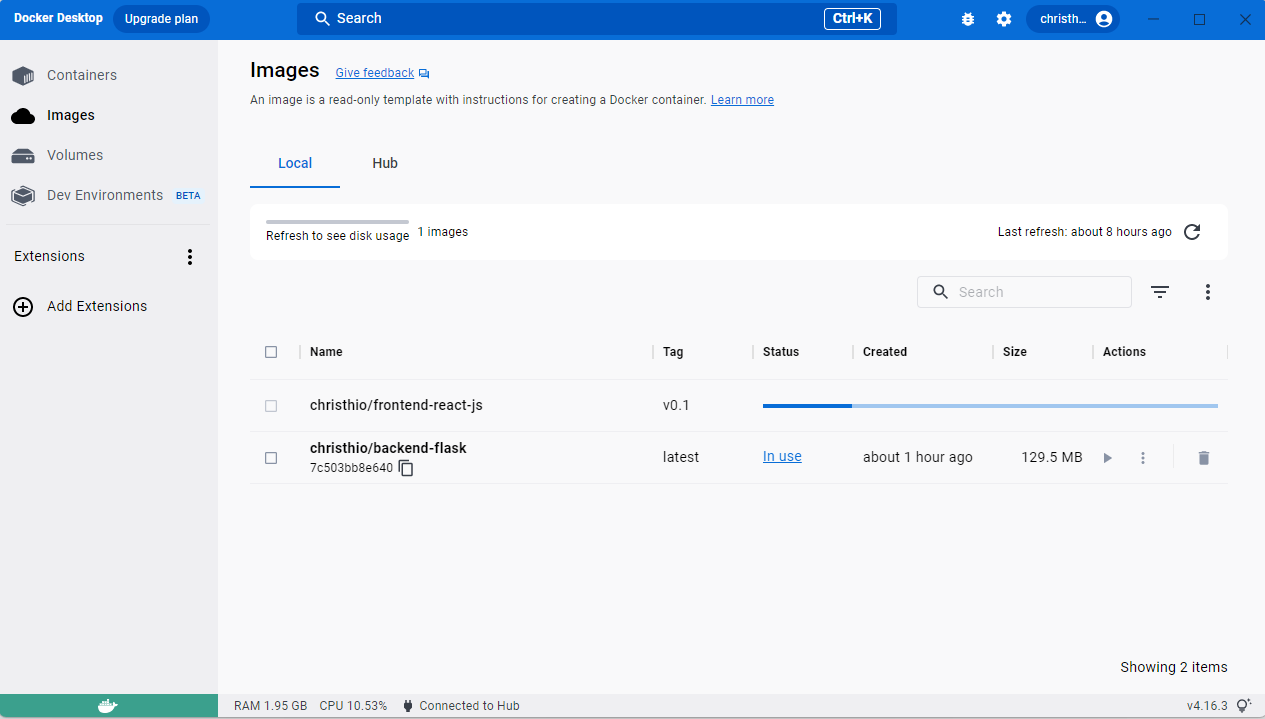 Docker Desktop Upgrade plan Search Ctrl+K christh...
Containers
Images
Volumes
Dev Environments BETA
Extensions
Add Extensions
Images Give feedback
An image is a read-only template with instructions for creating a Docker container. Learn more
Local Hub
Refresh to see disk usage 1 images Last refresh: about 8 hours ago
Search
Name Tag Status Created Size Actions
christhio/frontend-react-js v0.1
christhio/backend-flask
7c503bb8e640
latest In use about 1 hour ago 129.5 MB
Showing 2 items
RAM 1.95 GB CPU 10.53% Connected to Hub v4.16.3